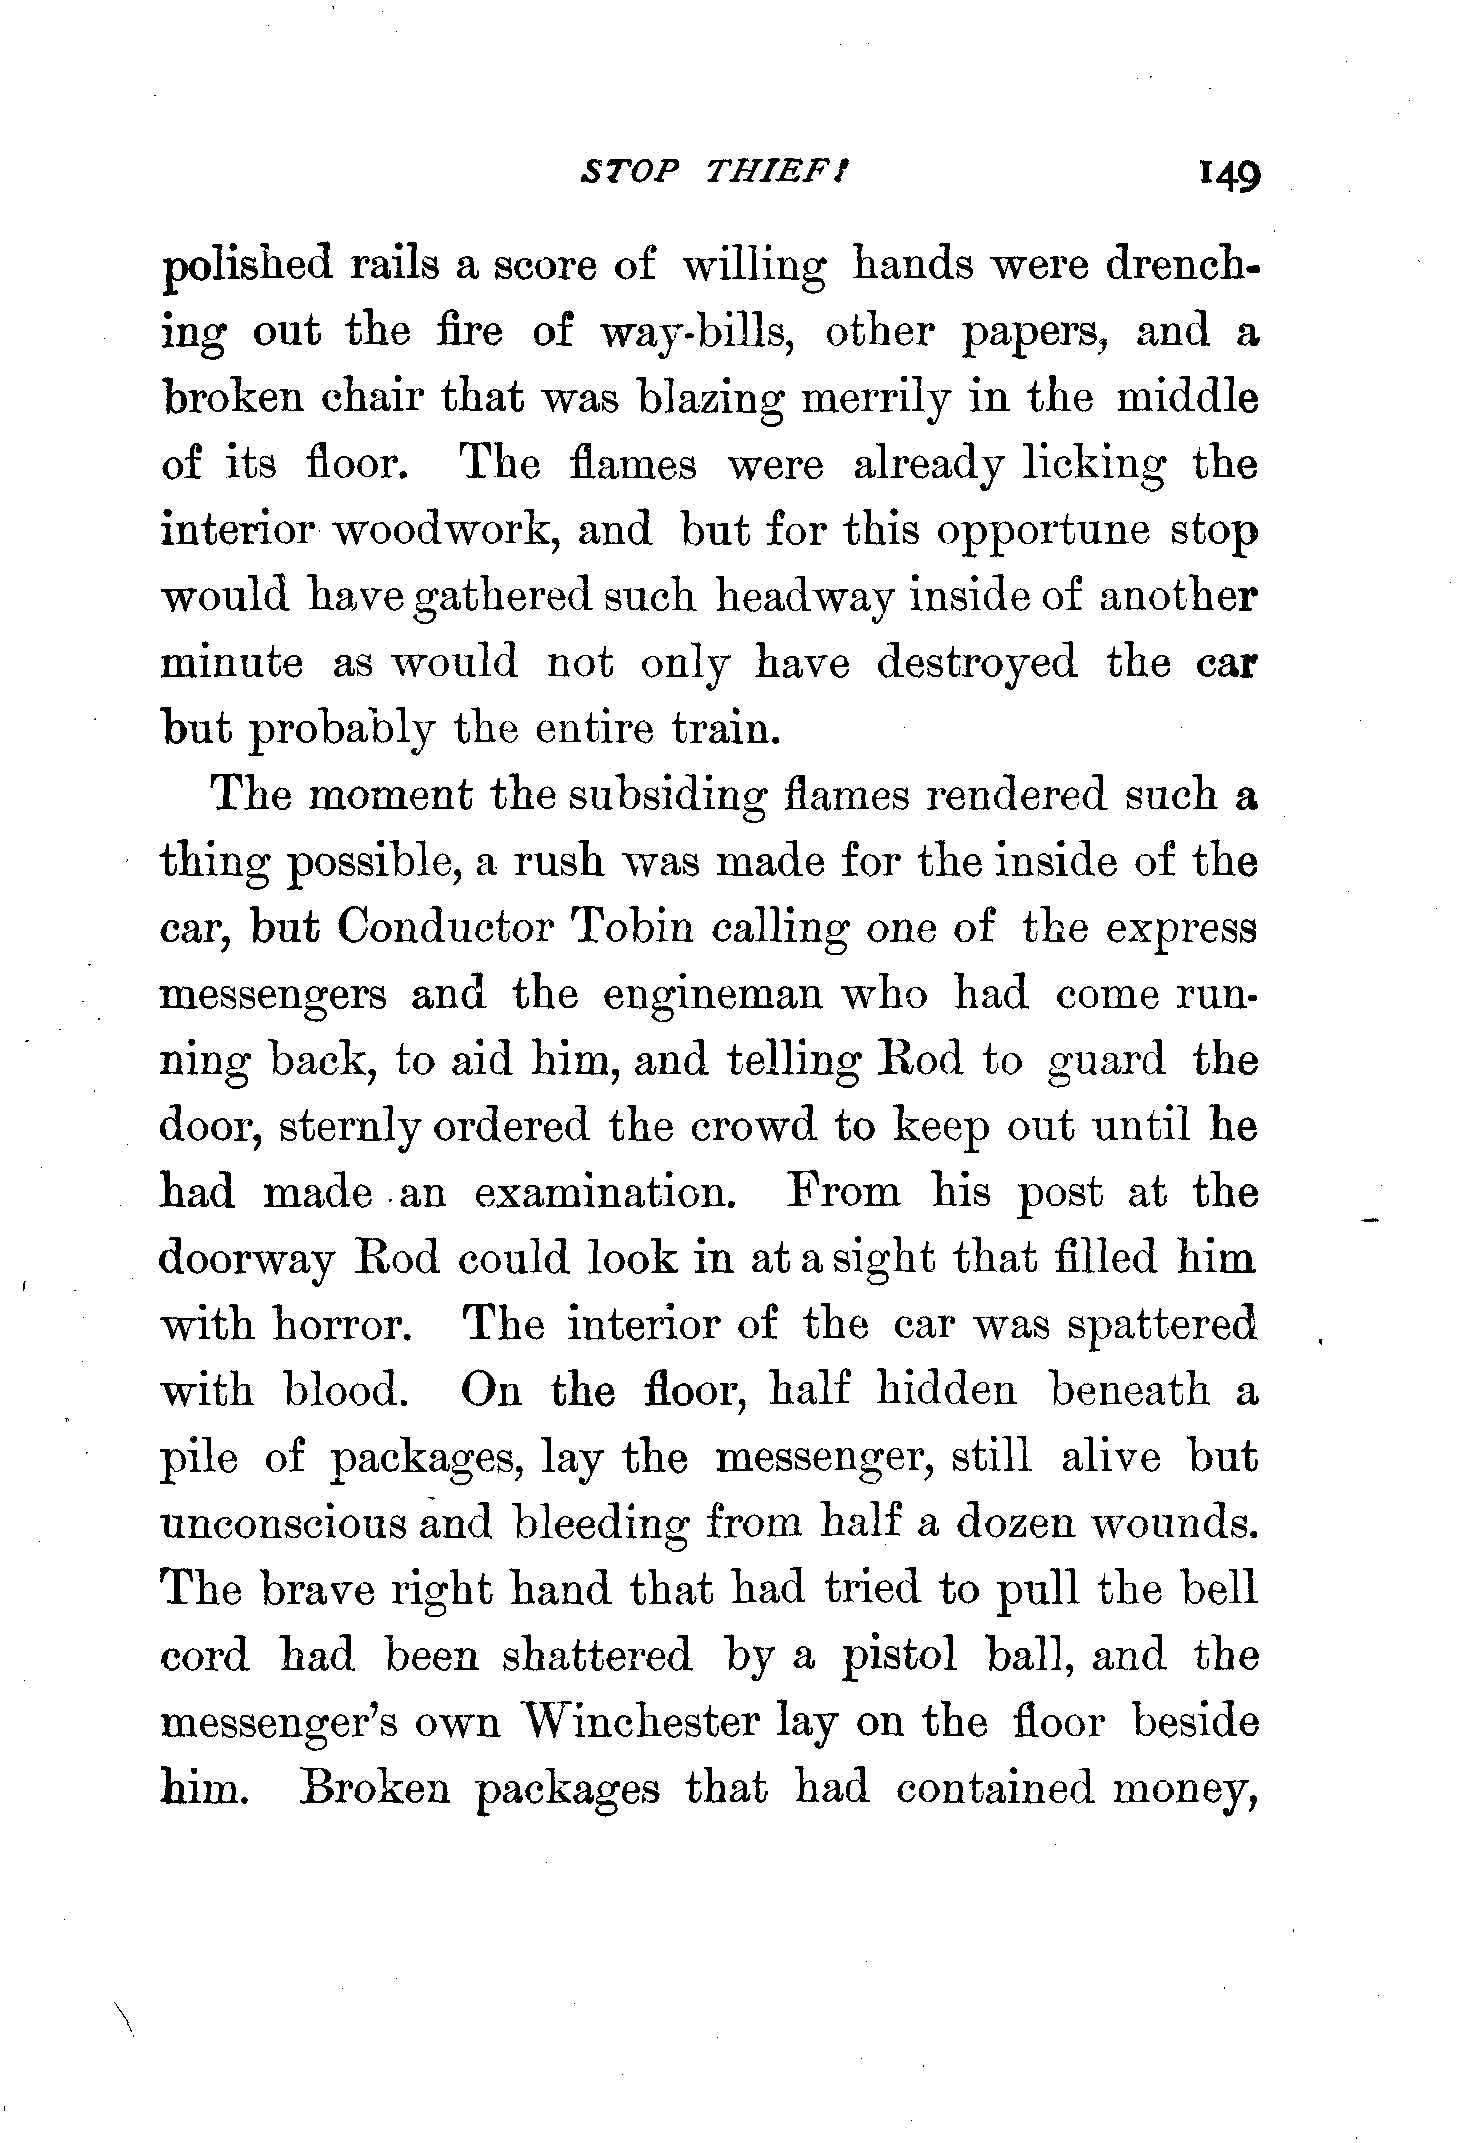 STOP THIEF! 149
polished rails a score of willing hands were drench-
ing out the fire of way-bills, other papers, and a
broken chair that was blazing merrily in the middle
of its floor. The flames were already licking the
interior woodwork, and but for this opportune stop
would have gathered such headway inside of another
minute as would not only have destroyed the car
but probably the entire train.
The moment the subsiding flames rendered such a
thing possible, a rush was made for the inside of the
car, but Conductor Tobin calling one of the express
messengers and the engineman who had come run-
ning back, to aid him, and telling Rod to guard the
door, sternly ordered the crowd to keep out until he
had made an examination. From his post at the
doorway Rod could look in at a sight that filled him
with horror. The interior of the car was spattered
with blood. On the floor, half hidden beneath a
pile of packages, lay the messenger, still alive but
unconscious and bleeding from half a dozen wounds.
The brave right hand that had tried to pull the bell
cord had been shattered by a pistol ball, and the
messenger's own Winchester lay on the floor beside
him. Broken packages that had contained money,